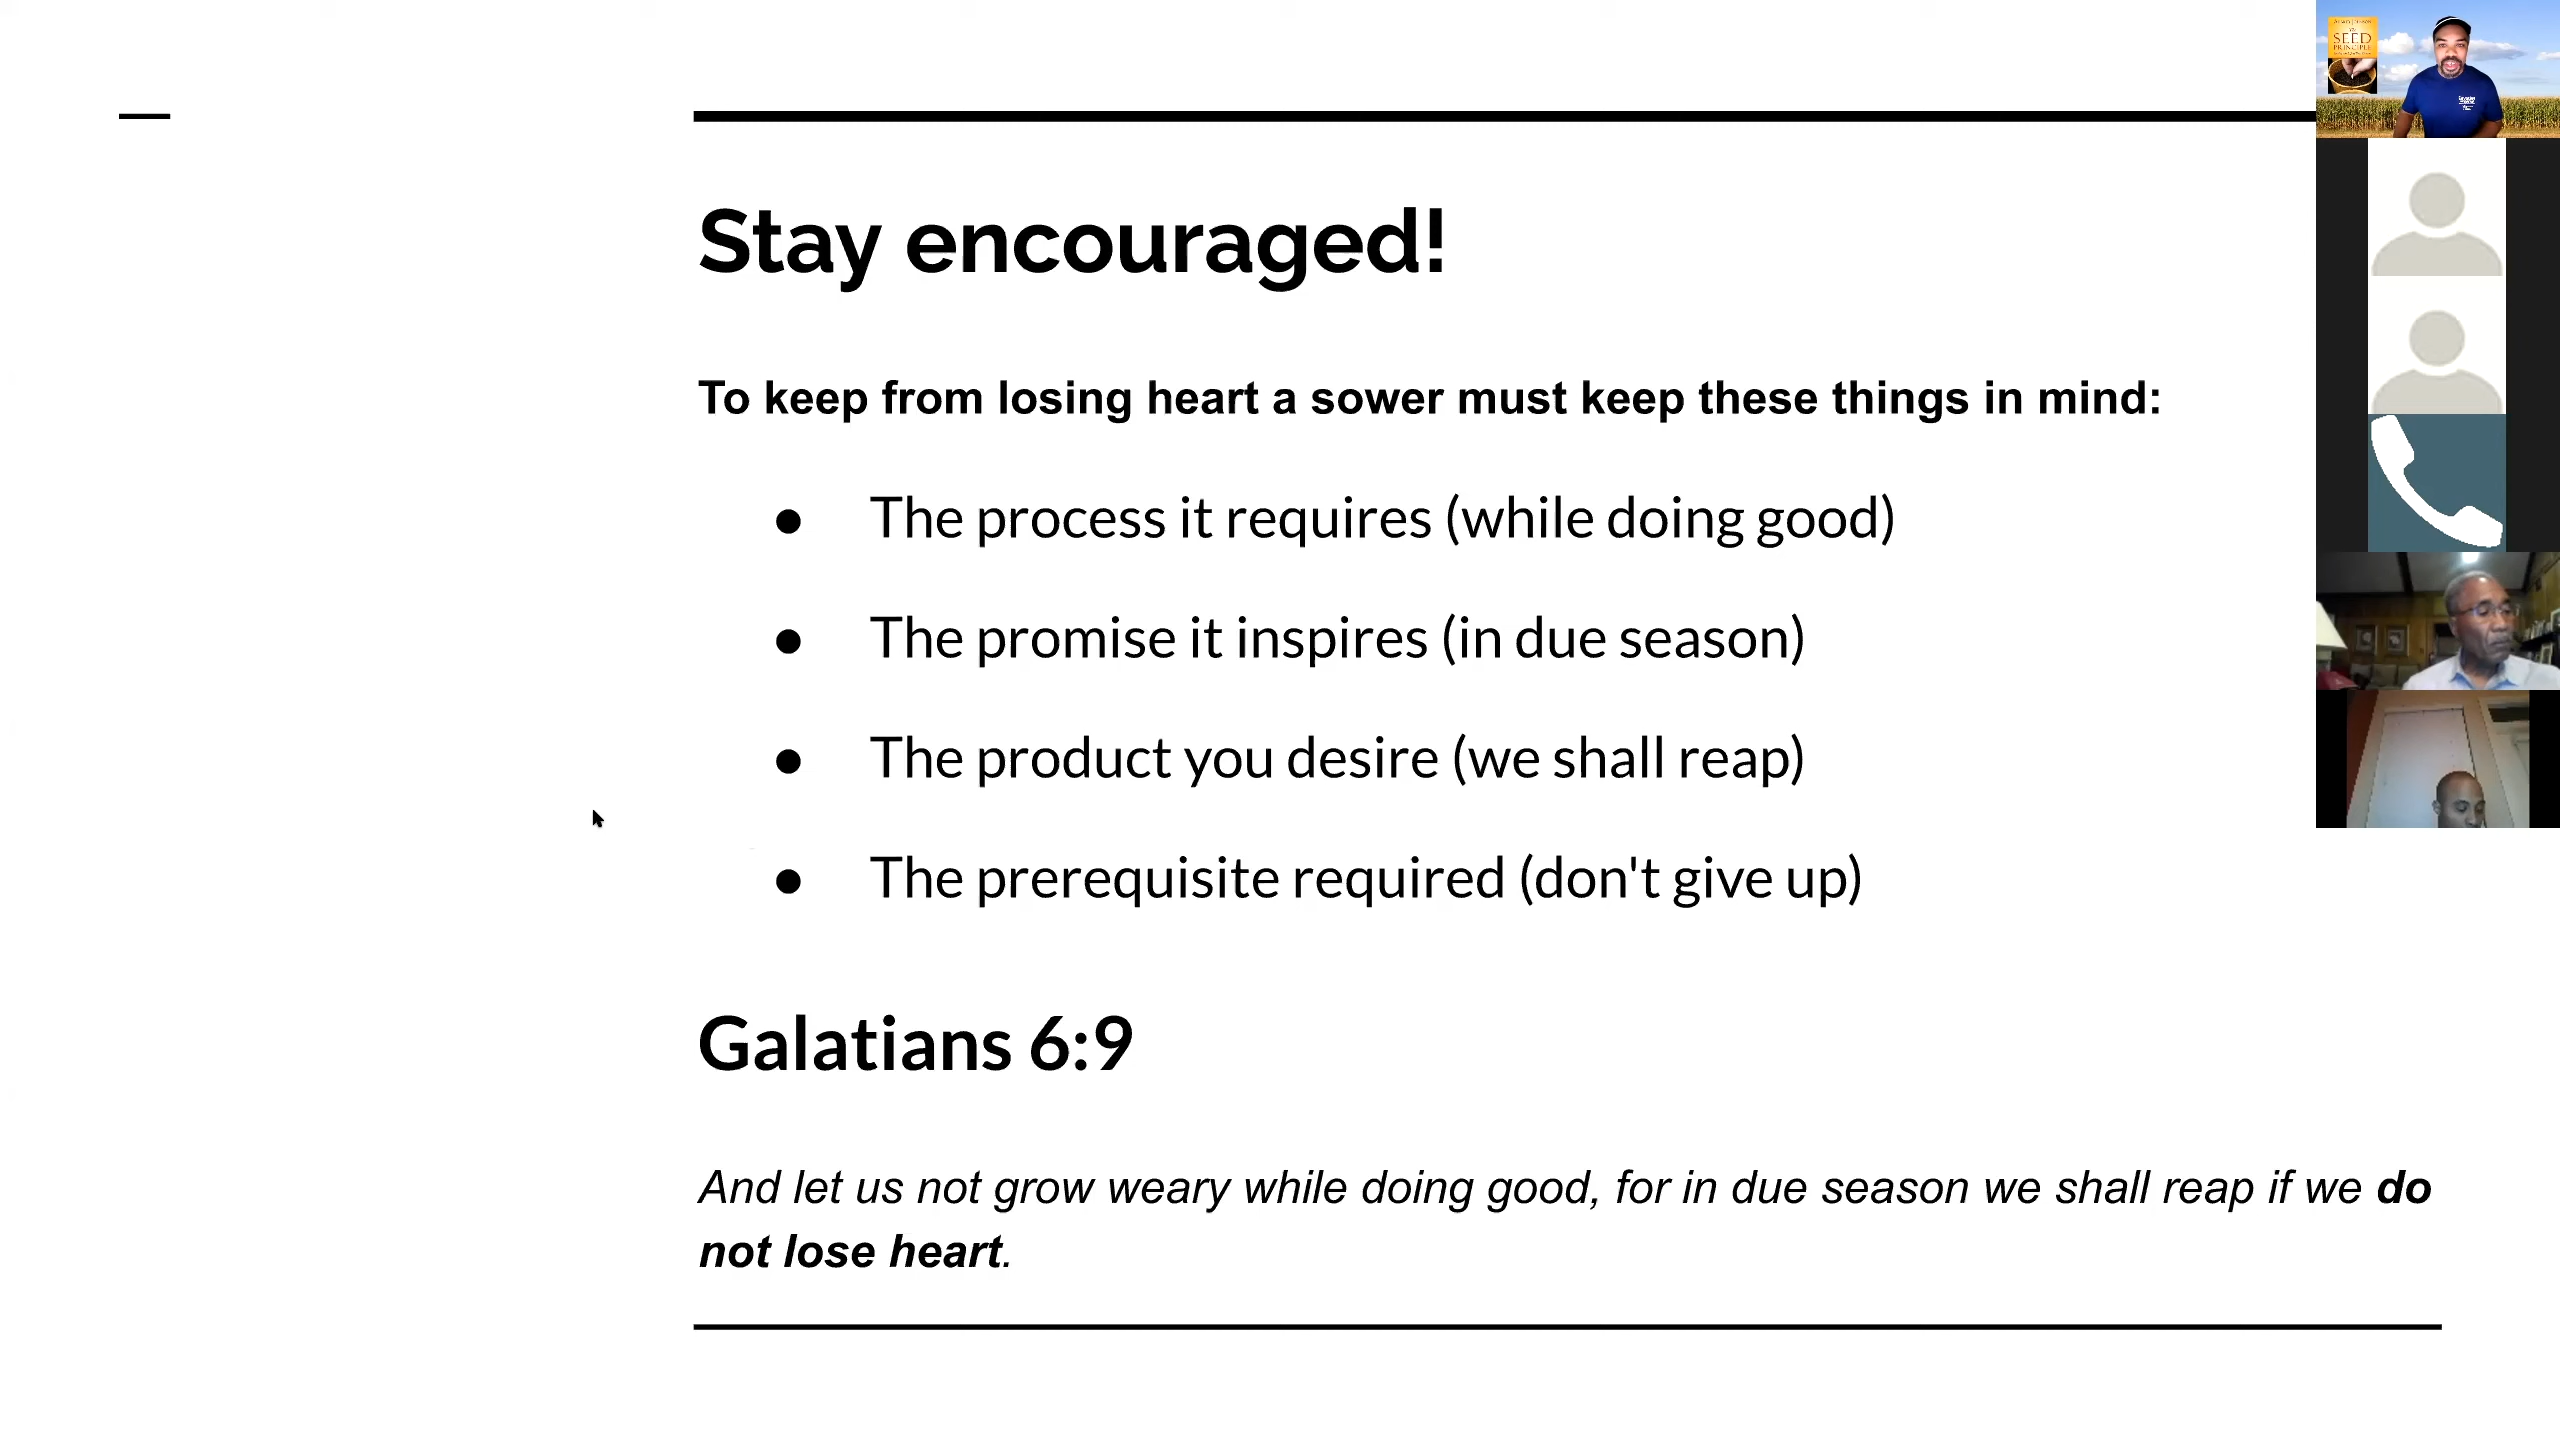 Stay encouraged!
To keep from losing heart a sower must keep these things in mind:
● The process it requires (while doing good)
● The promise it inspires (in due season)
● The product you desire (we shall reap)
● The prerequisite required (don't give up)
Galatians 6:9
And let us not grow weary while doing good, for in due season we shall reap if we do
not lose heart.
SEED
PRINCIPLE